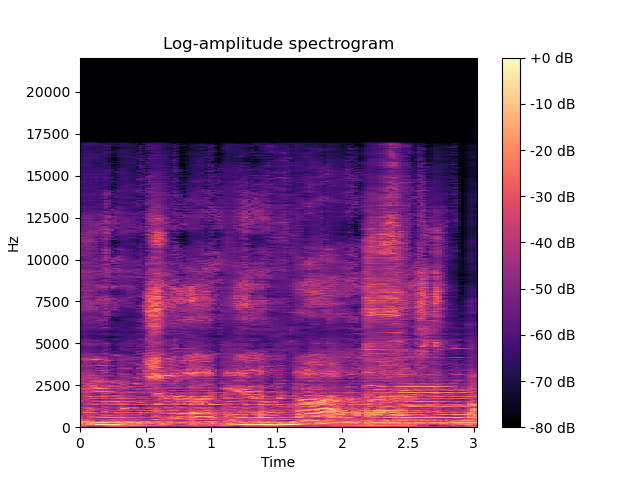 Log-amplitude spectrogram
Hz
20000
17500
15000
12500
10000
7500
5000
2500
0
0 0.5 1 1.5 2 2.5 3
Time
+0 dB
-10 dB
-20 dB
-30 dB
-40 dB
-50 dB
-60 dB
-70 dB
-80 dB